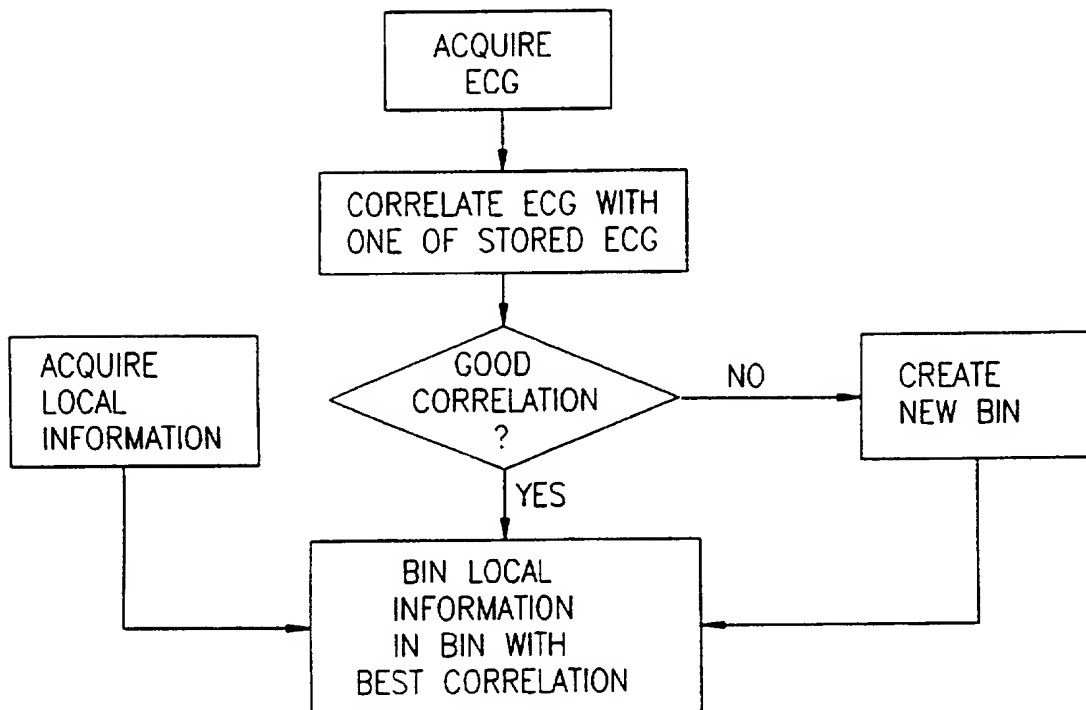 ACQUIRE
ECG
CORRELATE ECG WITH
ONE OF STORED ECG
ACQUIRE
LOCAL
INFORMATION
GOOD
CORRELATION
?
NO
CREATE
NEW BIN
YES
BIN LOCAL
INFORMATION
IN BIN WITH
BEST CORRELATION